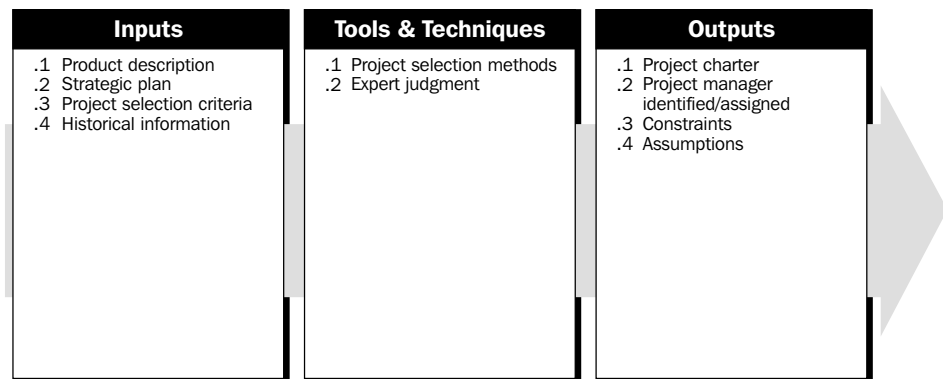 Inputs
.1 Product description
.2 Strategic plan
.3 Project selection criteria
.4 Historical information
Tools & Techniques
.1 Project selection methods
.2 Expert judgment
Outputs
.1 Project charter
.2 Project manager
identified/assigned
.3 Constraints
.4 Assumptions